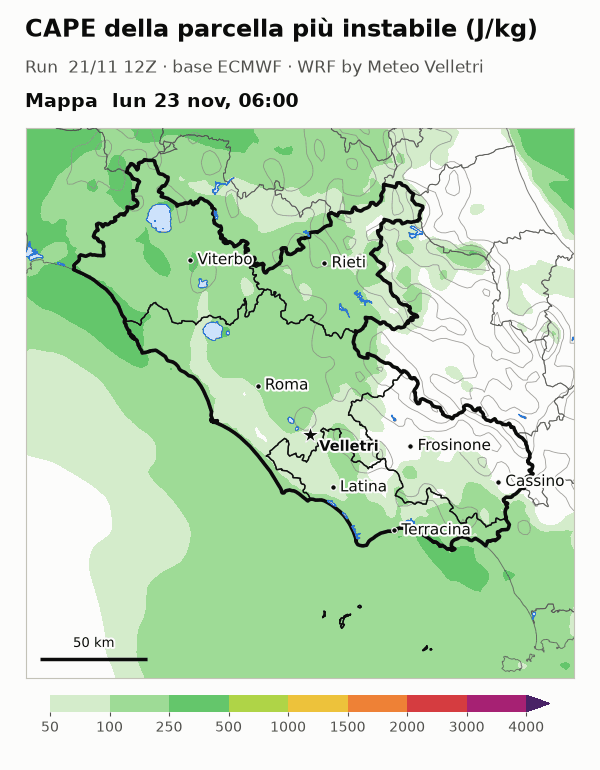 CAPE della parcella più instabile (J/kg)
Run 21/11 12Z · base ECMWF · WRF by Meteo Velletri
Mappa lun 23 nov, 06:00
Viterbo
Rieti
Roma
Velletri
Frosinone
Latina
Cassino
Terracina
50 km
50 100 250 500 1000 1500 2000 3000 4000